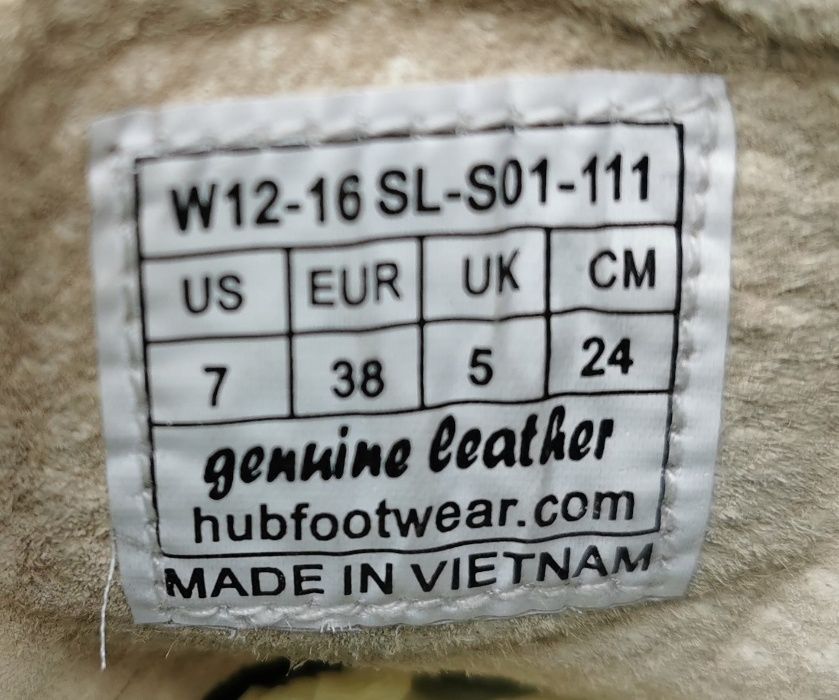 W12-16 SL-S01-111
US EUR UK CM
7 38 5 24
genuine leather
hubfootwear.com
MADE IN VIETNAM